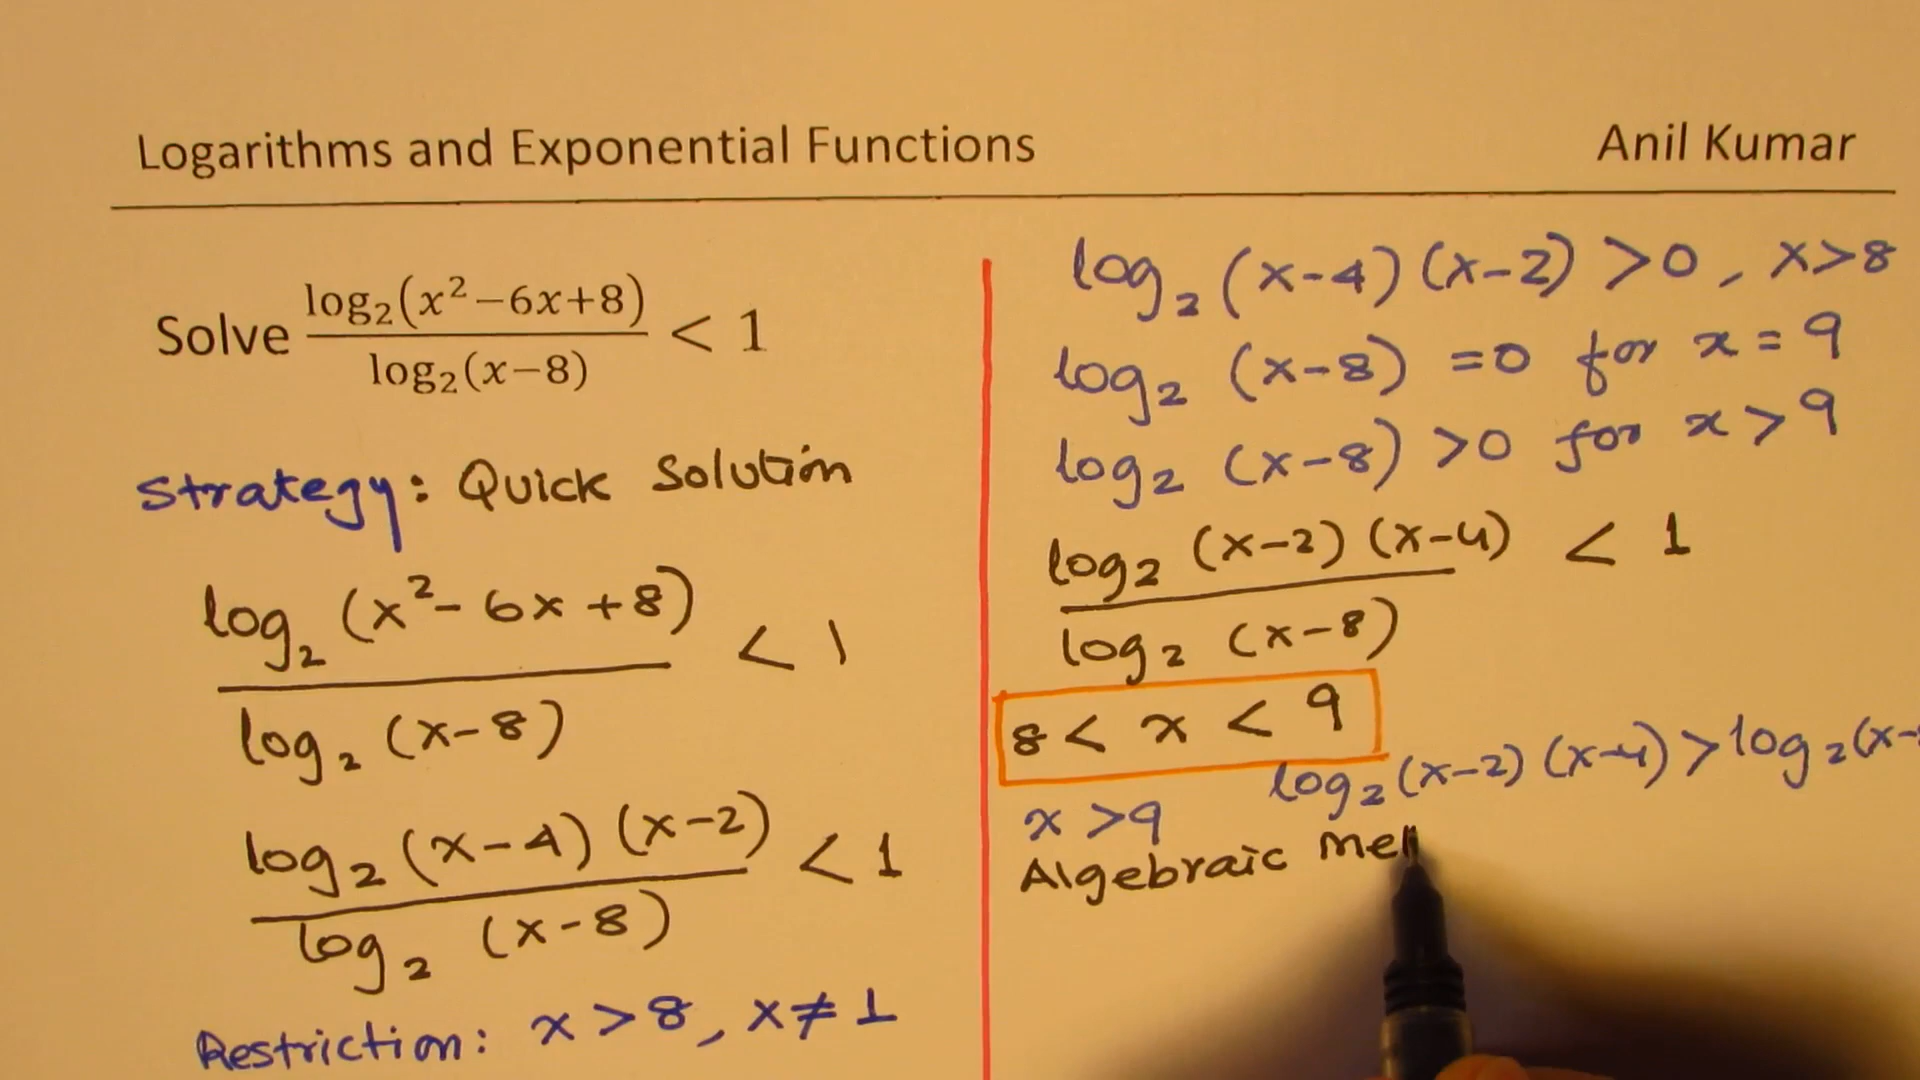 Logarithms and Exponential Functions
Anil Kumar
Solve log₂(x²−6x+8) / log₂(x−8) < 1
Strategy: Quick Solution
log₂ (x² - 6x + 8) / log₂ (x-8) < 1
log₂ (x-4) (x-2) / log₂ (x-8) < 1
Restriction: x > 8, x ≠ 1
log₂ (x-4) (x-2) > 0, x > 8
log₂ (x-8) = 0 for x = 9
log₂ (x-8) > 0 for x > 9
log₂ (x-2) (x-4) / log₂ (x-8) < 1
8 < x < 9
x > 9 log₂ (x-2) (x-4) > log₂ (x-
Algebraic